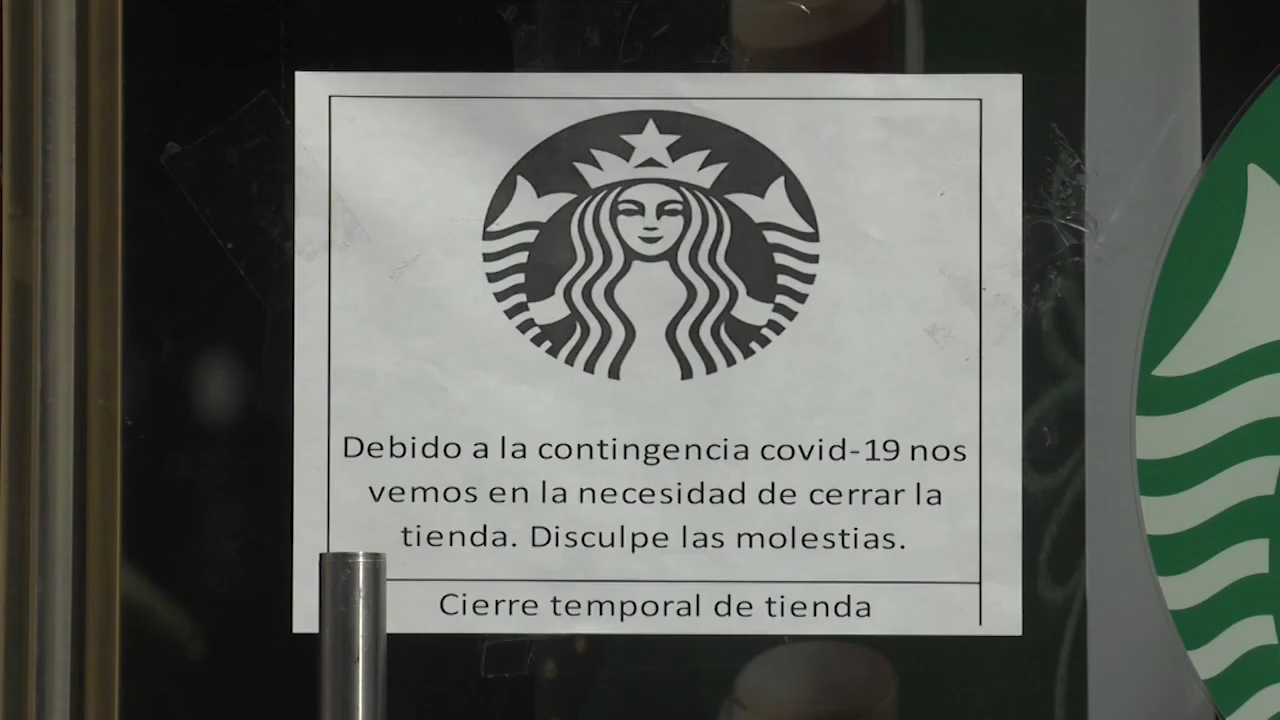 Debido a la contingencia covid-19 nos
vemos en la necesidad de cerrar la
tienda. Disculpe las molestias.
Cierre temporal de tienda